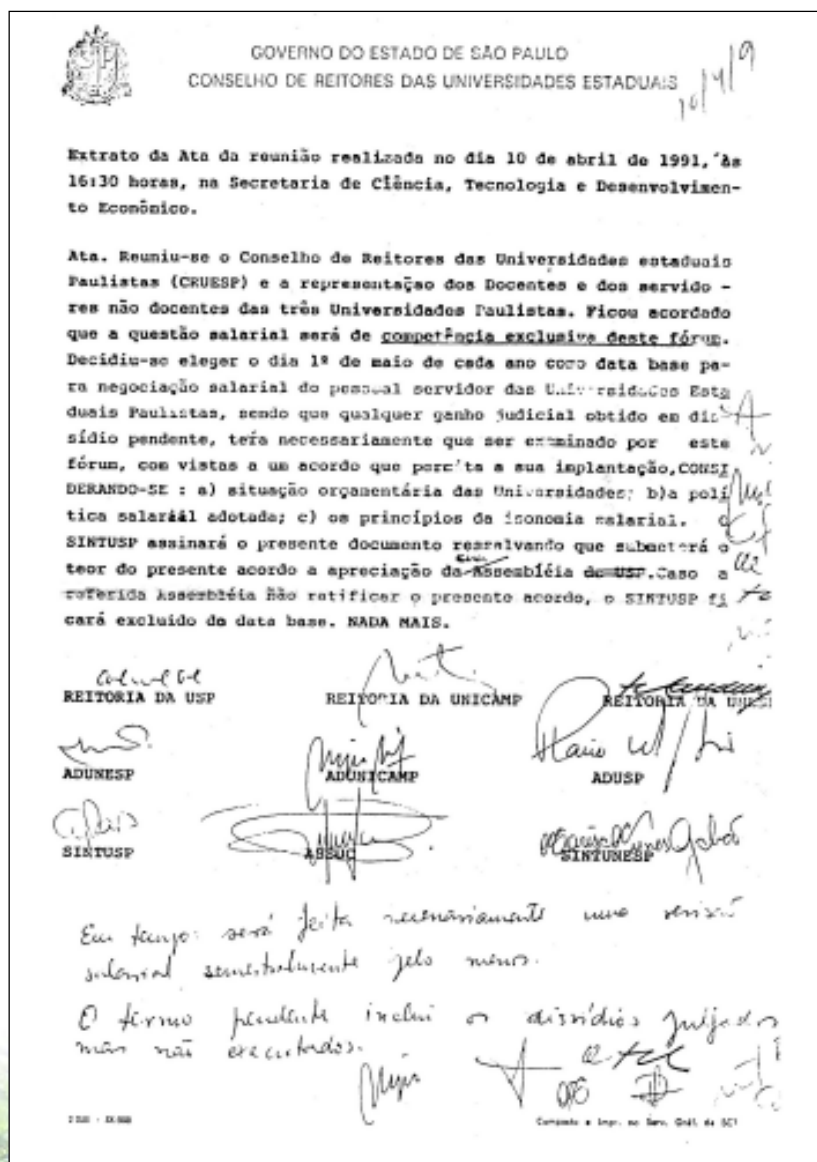 GOVERNO DO ESTADO DE SÃO PAULO
CONSELHO DE REITORES DAS UNIVERSIDADES ESTADUAIS
10/4/9
Extrato da Ata da reunião realizada no dia 10 de abril de 1991, às
16:30 horas, na Secretaria de Ciência, Tecnologia e Desenvolvimen-
to Econômico.
Ata. Reuniu-se o Conselho de Reitores das Universidades estaduais
Paulistas (CRUESP) e a representação dos Docentes e dos servido -
res não docentes das três Universidades Paulistas. Ficou acordado
que a questão salarial será de competência exclusiva deste fórum.
Decidiu-se eleger o dia 1º de maio de cada ano como data base pa-
ra negociação salarial do pessoal servidor das Universidades Esta
duais Paulistas, sendo que qualquer ganho judicial obtido em dis
sídio pendente, terá necessariamente que ser examinado por este
fórum, com vistas a um acordo que permita a sua implantação, CONSI
DERANDO-SE : a) situação orçamentária das Universidades; b) a polí
tica salarial adotada; c) os princípios da isonomia salarial. O
SINTUSP assinará o presente documento ressalvando que submeterá o
teor do presente acordo a apreciação da Assembléia da USP. Caso a
referida Assembléia não ratificar o presente acordo, o SINTUSP fi
cará excluído da data base. NADA MAIS.
REITORIA DA USP REITORIA DA UNICAMP REITORIA DA UNESP
ADUNESP ADUNICAMP ADUSP
SINTUSP ASSUC SINTUNESP
Em tempo: será feita necessariamente uma revisão
salarial semestralmente pelo menos.
O termo pendente inclui os dissídios julgados
mas não executados.
Composto e Impr. no Serv. Gráf. da SCT